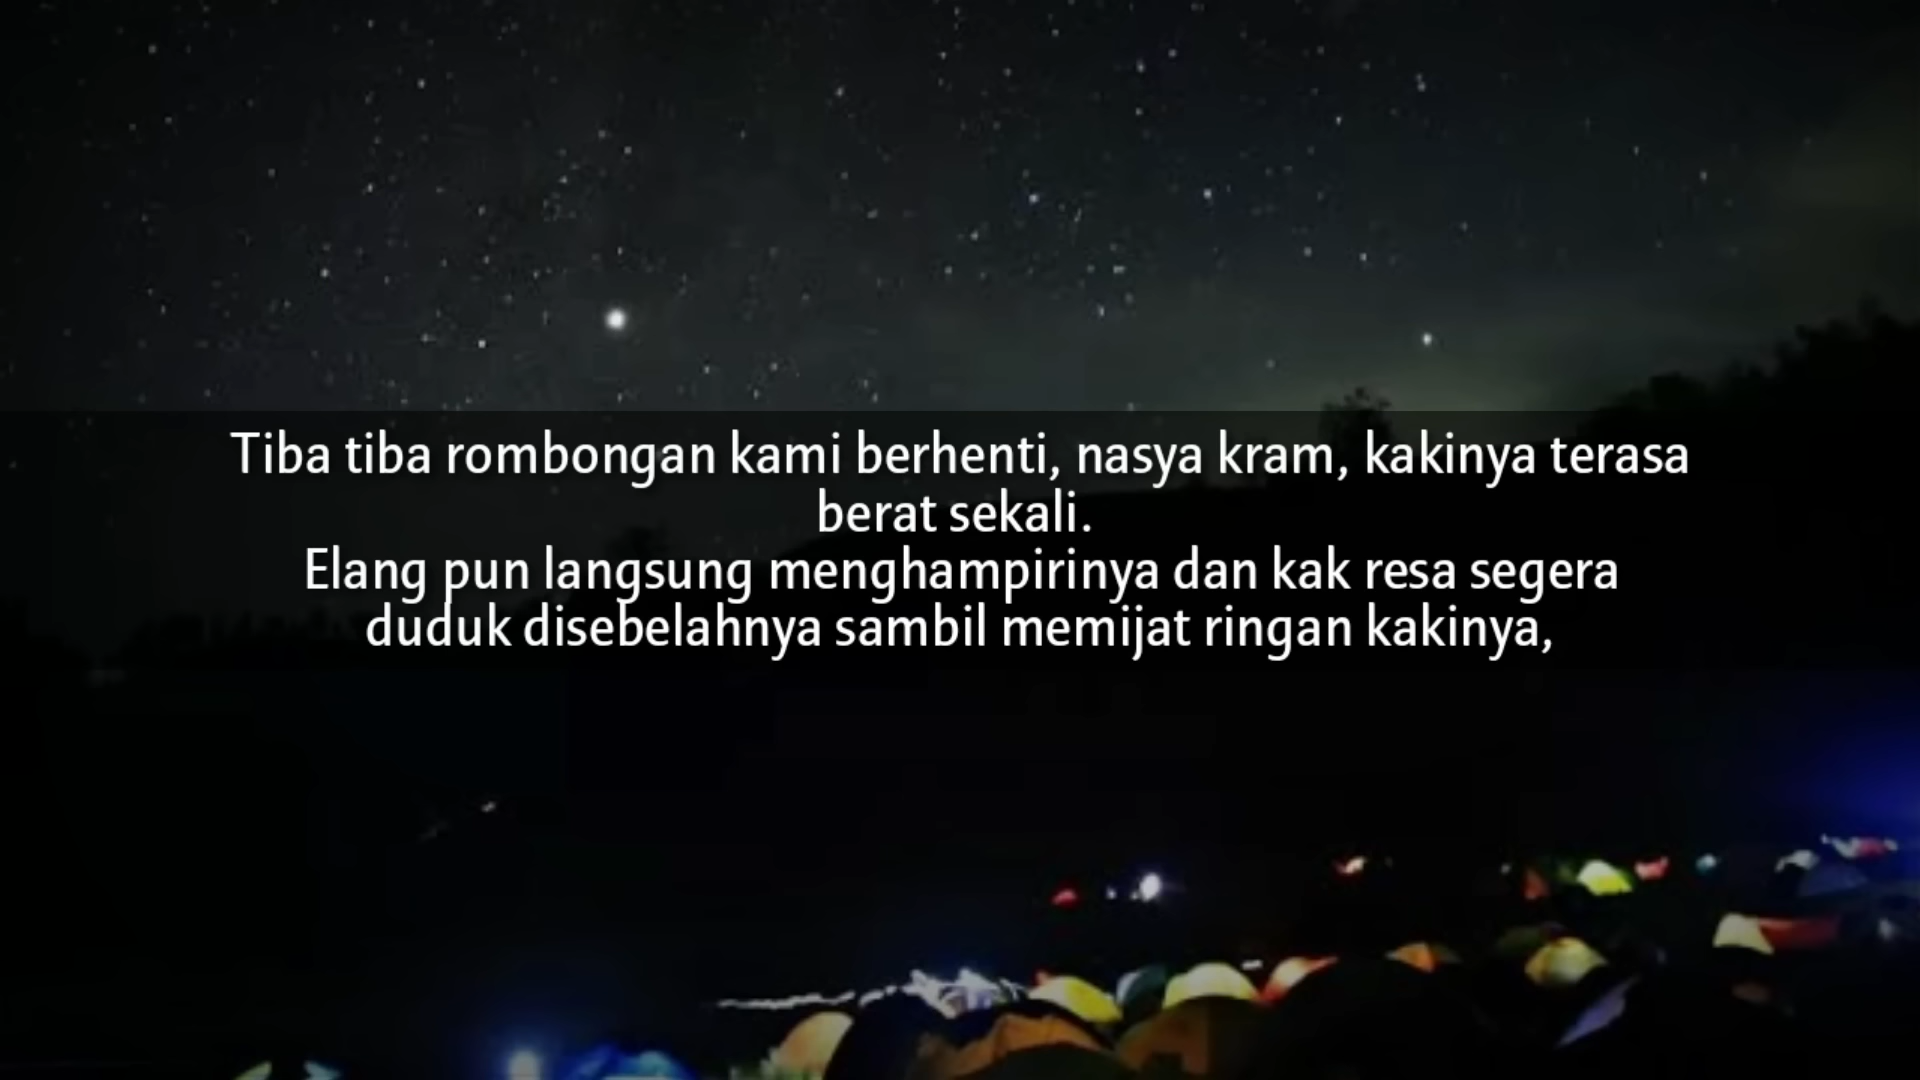 Tiba tiba rombongan kami berhenti, nasya kram, kakinya terasa
berat sekali.
Elang pun langsung menghampirinya dan kak resa segera
duduk disebelahnya sambil memijat ringan kakinya,